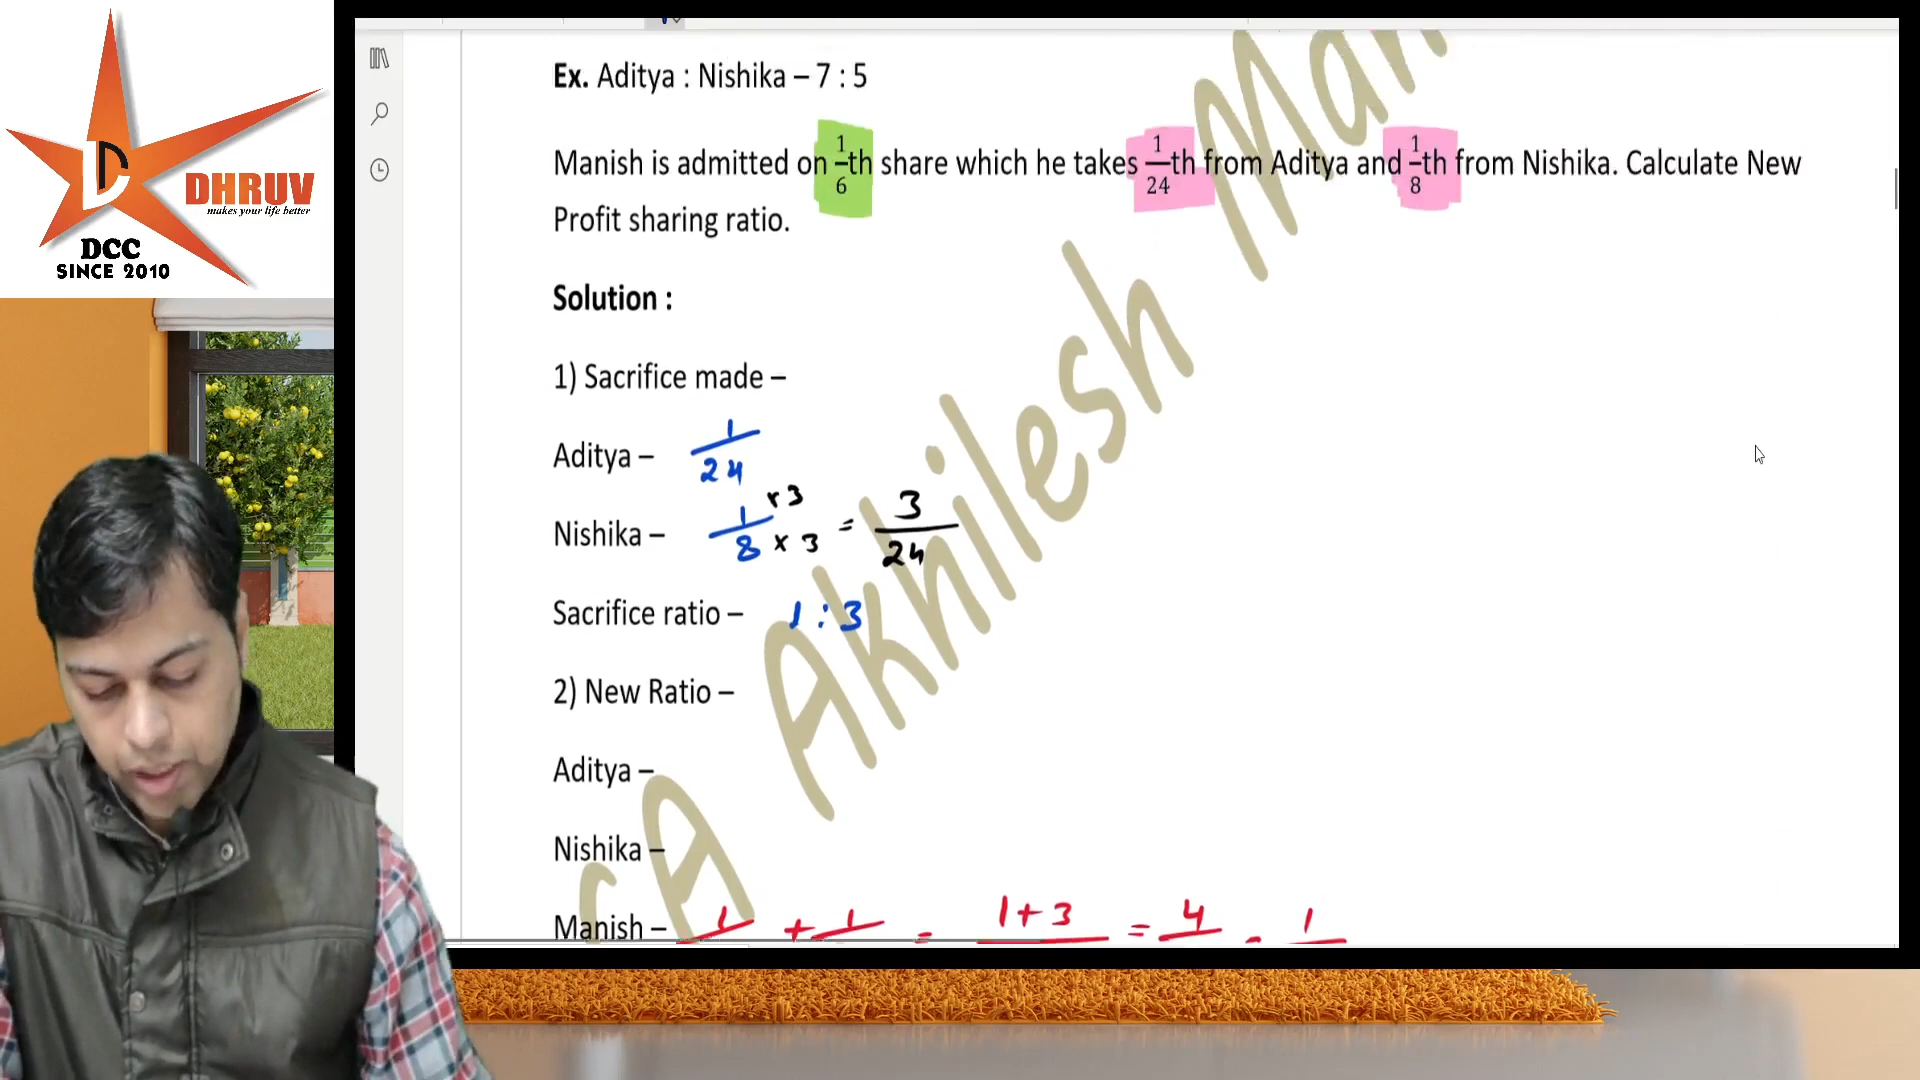 D
DHRUV
makes your life better
DCC
SINCE 2010
Ex. Aditya : Nishika – 7 : 5
Manish is admitted on 1/6th share which he takes 1/24th from Aditya and 1/8th from Nishika. Calculate New
Profit sharing ratio.
Solution :
1) Sacrifice made –
Aditya – 1/24
Nishika – 1/8 × 3 × 3 = 3/24
Sacrifice ratio – 1 : 3
2) New Ratio –
Aditya –
Nishika –
Manish – 1 + 1 = 1+3 = 4 = 1
CA Akhilesh